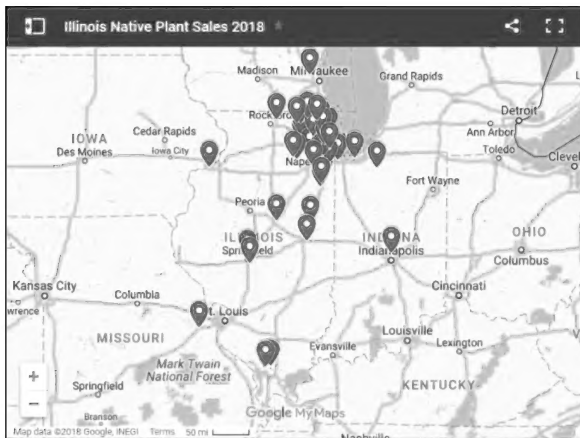 Illinois Native Plant Sales 2018
Madison
Milwaukee
Grand Rapids
Detroit
Ann Arbor
IOWA
Cedar Rapids
Iowa City
Des Moines
Toledo
Fort Wayne
Peoria
OHIO
Indianapolis
Columbus
Kansas City
Columbia
Cincinnati
MISSOURI
Louisville
Evansville
Lexington
Mark Twain
National Forest
KENTUCKY
Springfield
Branson
+
−
Google My Maps
Map data ©2018 Google, INEGI Terms 50 mi